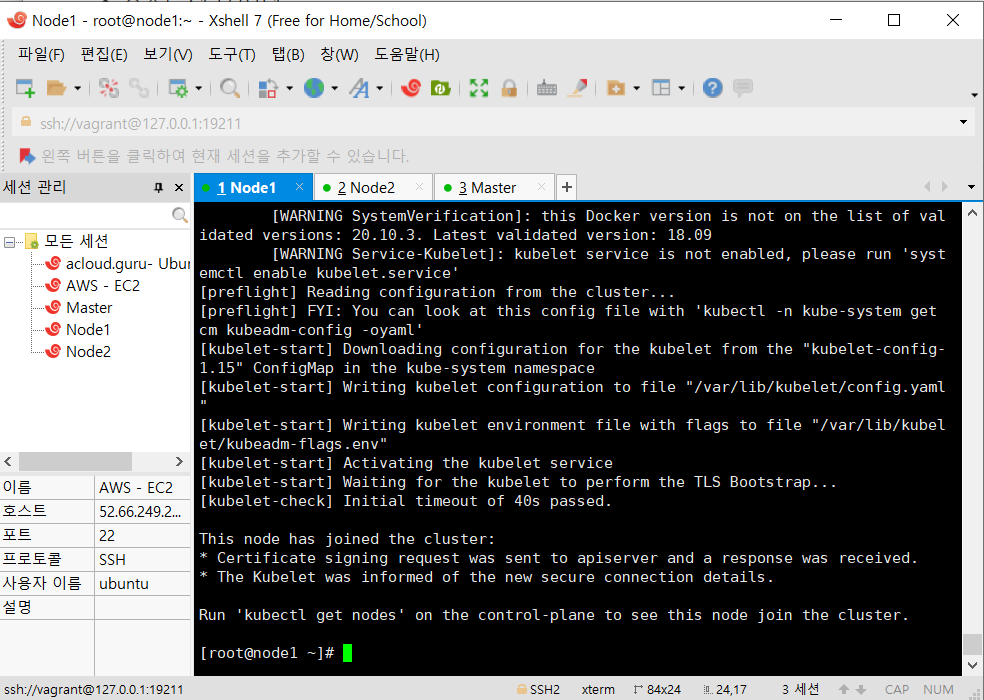 Node1 - root@node1:~ - Xshell 7 (Free for Home/School)
파일(F) 편집(E) 보기(V) 도구(T) 탭(B) 창(W) 도움말(H)
ssh://vagrant@127.0.0.1:19211
왼쪽 버튼을 클릭하여 현재 세션을 추가할 수 있습니다.
세션 관리
1 Node1
2 Node2
3 Master
모든 세션
acloud.guru- Ubun
AWS - EC2
Master
Node1
Node2
이름 AWS - EC2
호스트 52.66.249.2...
포트 22
프로토콜 SSH
사용자 이름 ubuntu
설명
[WARNING SystemVerification]: this Docker version is not on the list of val
idated versions: 20.10.3. Latest validated version: 18.09
[WARNING Service-Kubelet]: kubelet service is not enabled, please run 'syst
emctl enable kubelet.service'
[preflight] Reading configuration from the cluster...
[preflight] FYI: You can look at this config file with 'kubectl -n kube-system get
cm kubeadm-config -oyaml'
[kubelet-start] Downloading configuration for the kubelet from the "kubelet-config-
1.15" ConfigMap in the kube-system namespace
[kubelet-start] Writing kubelet configuration to file "/var/lib/kubelet/config.yaml
"
[kubelet-start] Writing kubelet environment file with flags to file "/var/lib/kubel
et/kubeadm-flags.env"
[kubelet-start] Activating the kubelet service
[kubelet-start] Waiting for the kubelet to perform the TLS Bootstrap...
[kubelet-check] Initial timeout of 40s passed.
This node has joined the cluster:
* Certificate signing request was sent to apiserver and a response was received.
* The Kubelet was informed of the new secure connection details.
Run 'kubectl get nodes' on the control-plane to see this node join the cluster.
[root@node1 ~]#
ssh://vagrant@127.0.0.1:19211 SSH2 xterm 84x24 24,17 3 세션 CAP NUM